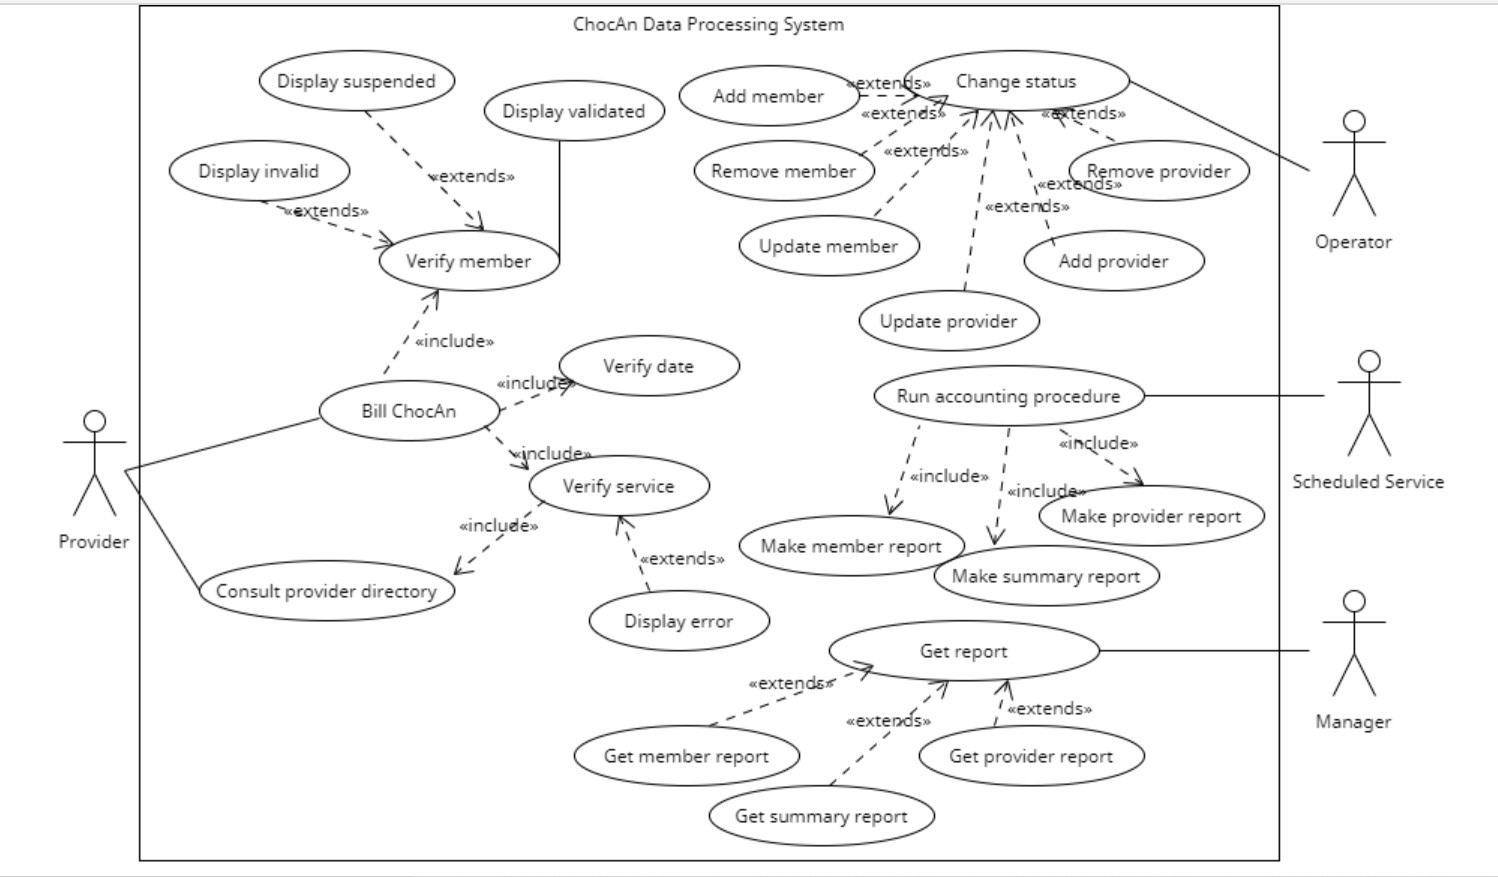 ChocAn Data Processing System
Display suspended
Display validated
Add member
«extends»
Change status
«extends»
«extends»
Display invalid
«extends»
Remove member
«extends»
Remove provider
«extends»
«extends»
«extends»
Operator
Verify member
Update member
Add provider
Update provider
«include»
Verify date
«include»
Bill ChocAn
Run accounting procedure
«include»
«include»
Verify service
«include»
«include»
Scheduled Service
Make provider report
«include»
Provider
Make member report
«extends»
Make summary report
Consult provider directory
Display error
Get report
«extends»
«extends»
«extends»
Manager
Get member report
Get provider report
Get summary report